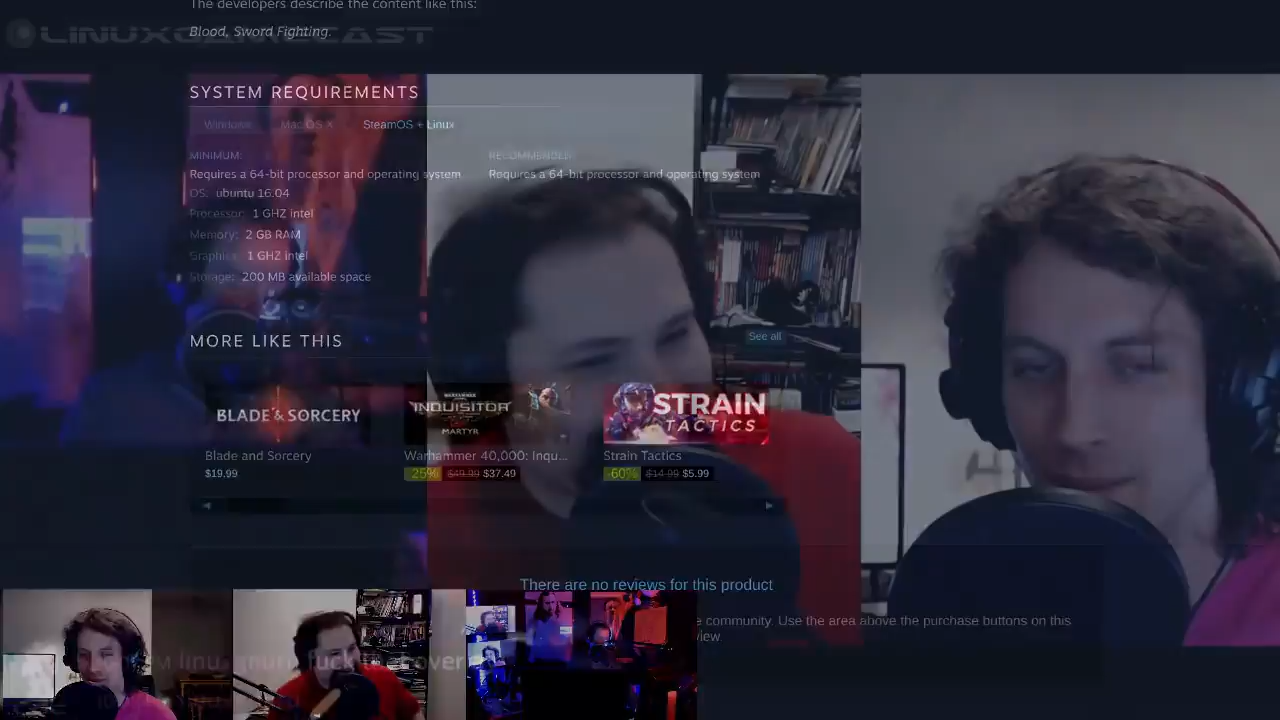 The developers describe the content like this:
LINUXGAMECAST
Blood, Sword Fighting.
SYSTEM REQUIREMENTS
Windows Mac OS X SteamOS + Linux
MINIMUM: RECOMMENDED:
Requires a 64-bit processor and operating system Requires a 64-bit processor and operating system
OS: ubuntu 16.04
Processor: 1 GHZ intel
Memory: 2 GB RAM
Graphics: 1 GHZ intel
Storage: 200 MB available space
MORE LIKE THIS
See all
BLADE & SORCERY WARHAMMER INQUISITOR MARTYR STRAIN TACTICS
Blade and Sorcery Warhammer 40,000: Inqu... Strain Tactics
$19.99 -25% $49.99 $37.49 -60% $14.99 $5.99
There are no reviews for this product
community. Use the area above the purchase buttons on this